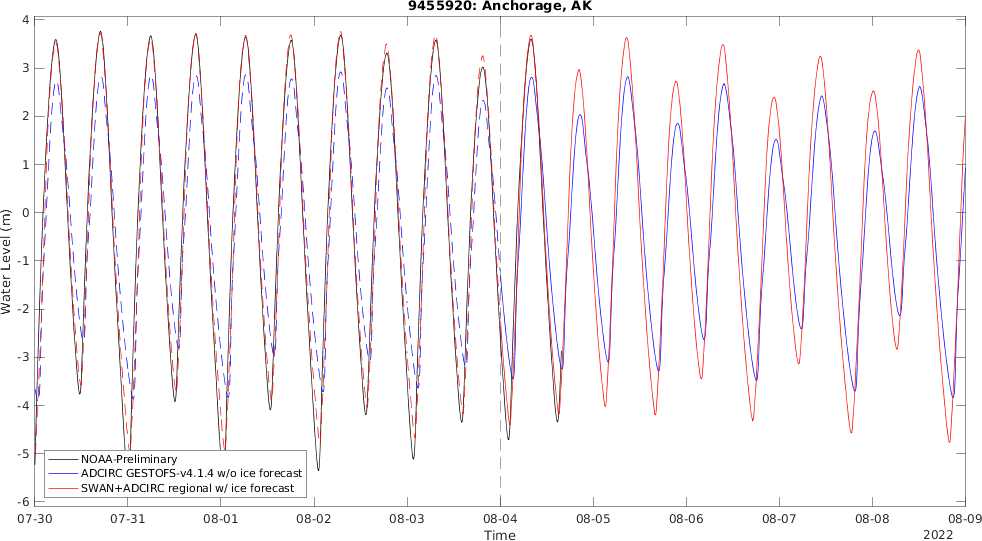 9455920: Anchorage, AK
4
3
2
1
0
-1
-2
-3
-4
-5
-6
Water Level (m)
NOAA-Preliminary
ADCIRC GESTOFS-v4.1.4 w/o ice forecast
SWAN+ADCIRC regional w/ ice forecast
07-30 07-31 08-01 08-02 08-03 08-04 08-05 08-06 08-07 08-08 08-09
Time
2022